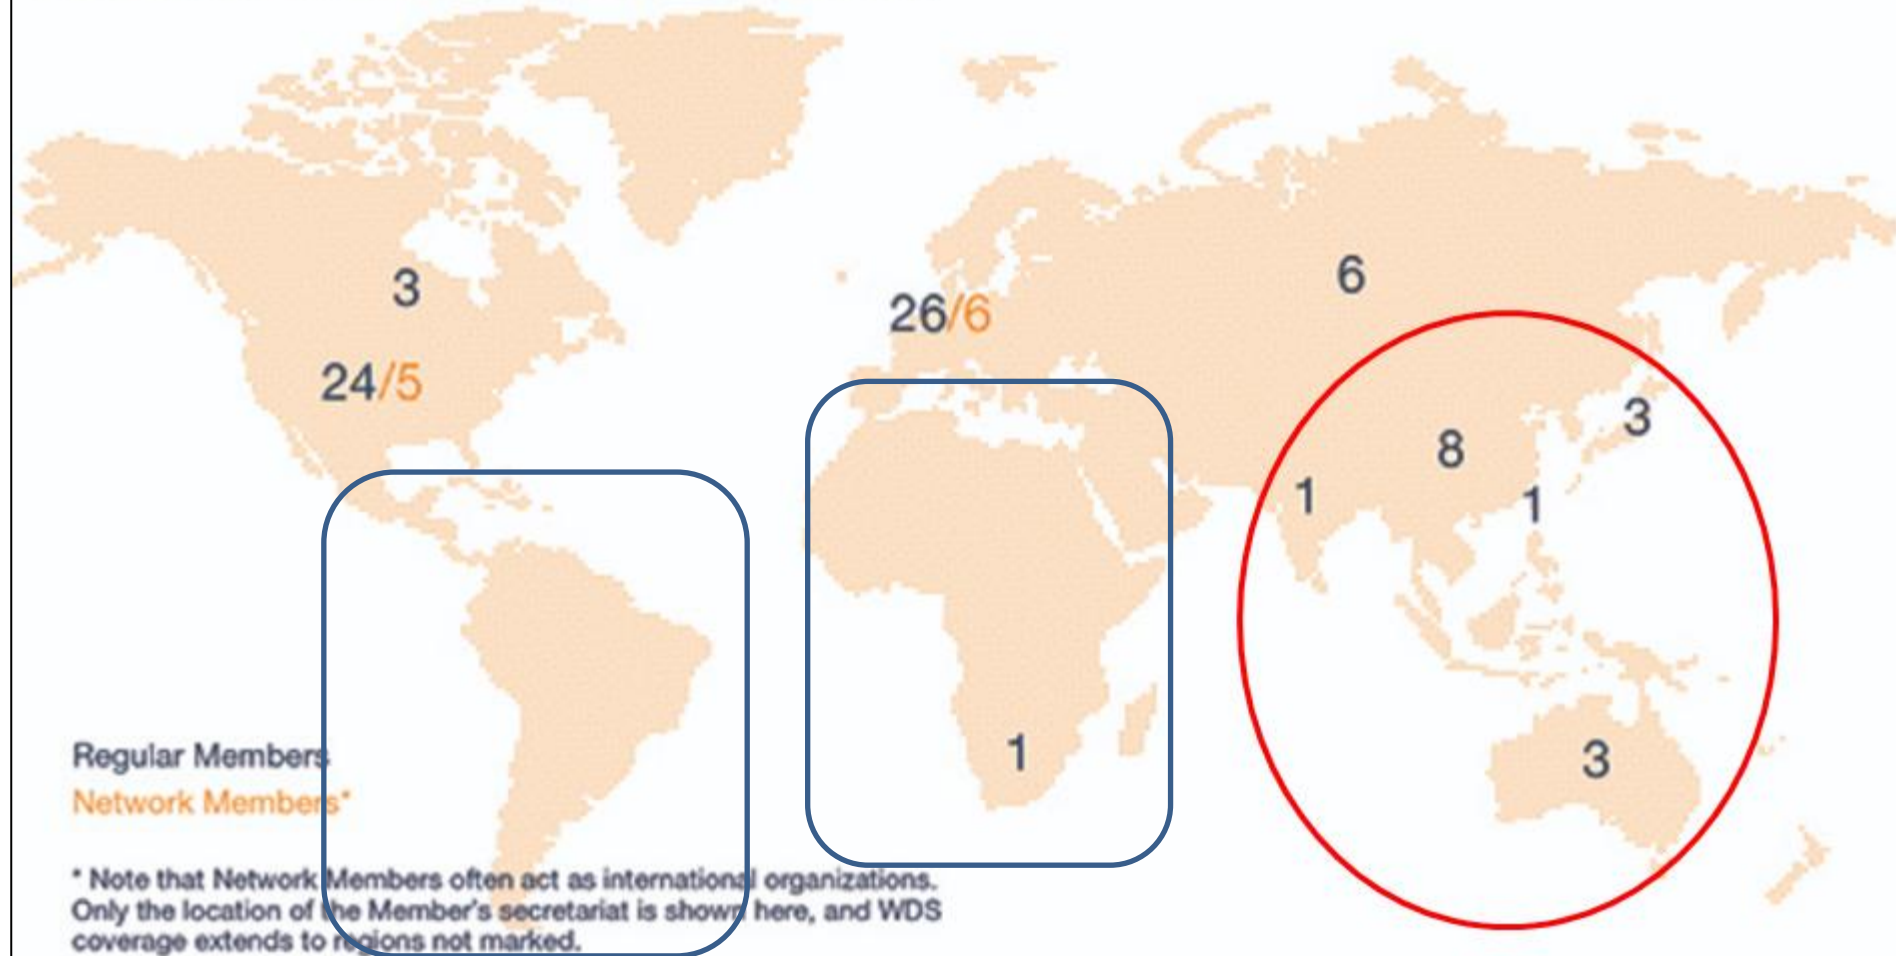 3
6
26/6
24/5
3
8
1
1
1
3
Regular Members
Network Members*
* Note that Network Members often act as international organizations.
Only the location of the Member's secretariat is shown here, and WDS
coverage extends to regions not marked.